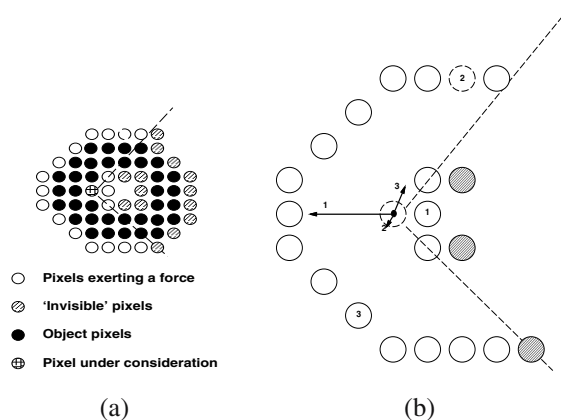 2
3
1
1
2
3
Pixels exerting a force
'Invisible' pixels
Object pixels
Pixel under consideration
(a)
(b)